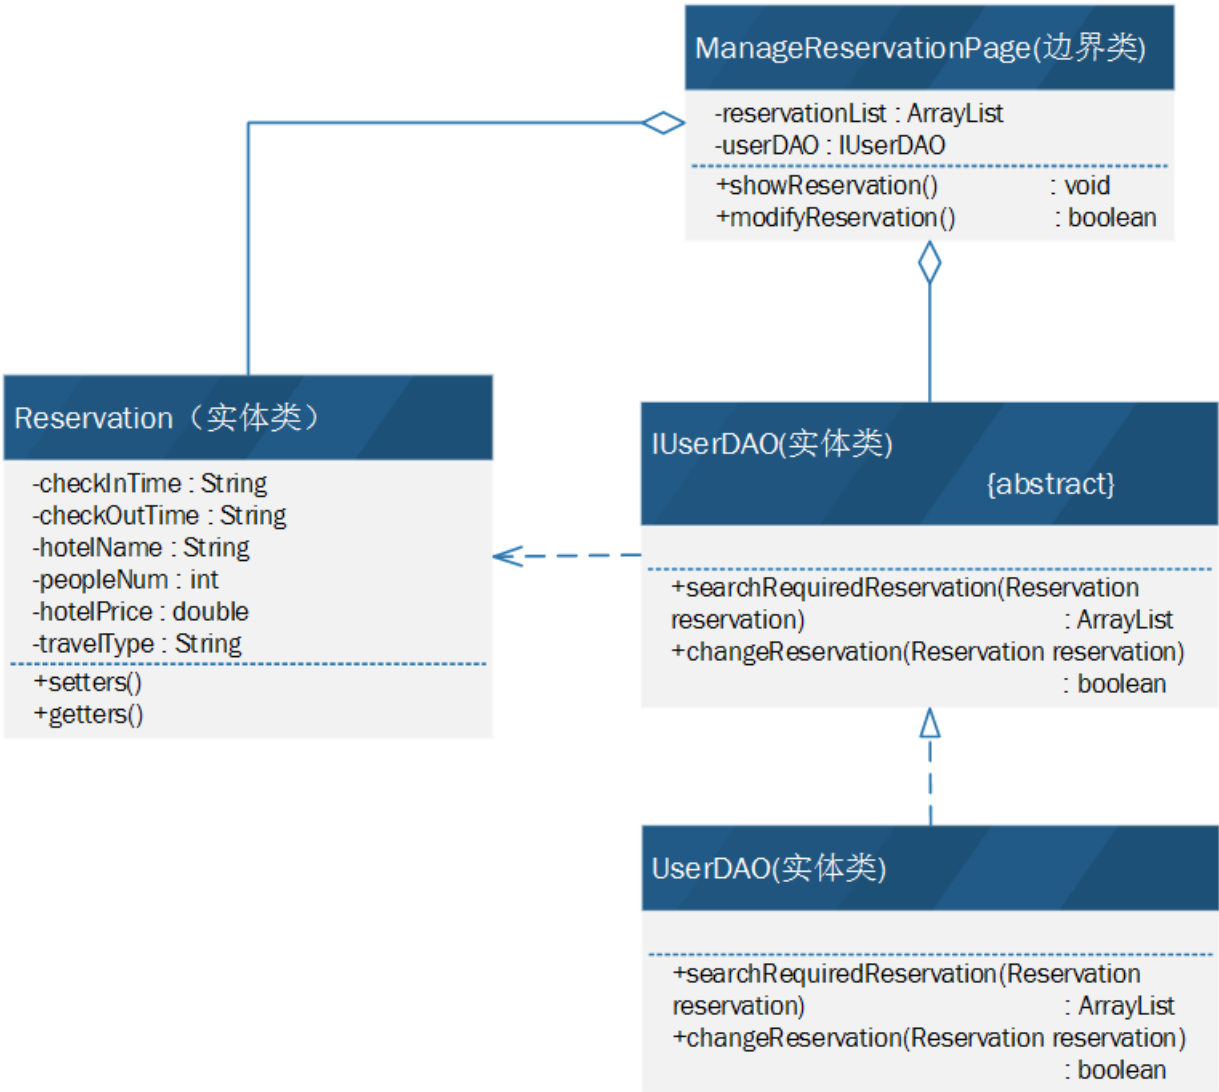 ManageReservationPage(边界类)
-reservationList : ArrayList
-userDAO : IUserDAO
+showReservation() : void
+modifyReservation() : boolean
Reservation（实体类）
-checkInTime : String
-checkOutTime : String
-hotelName : String
-peopleNum : int
-hotelPrice : double
-travelType : String
+setters()
+getters()
IUserDAO(实体类)
{abstract}
+searchRequiredReservation(Reservation
reservation) : ArrayList
+changeReservation(Reservation reservation)
: boolean
UserDAO(实体类)
+searchRequiredReservation(Reservation
reservation) : ArrayList
+changeReservation(Reservation reservation)
: boolean